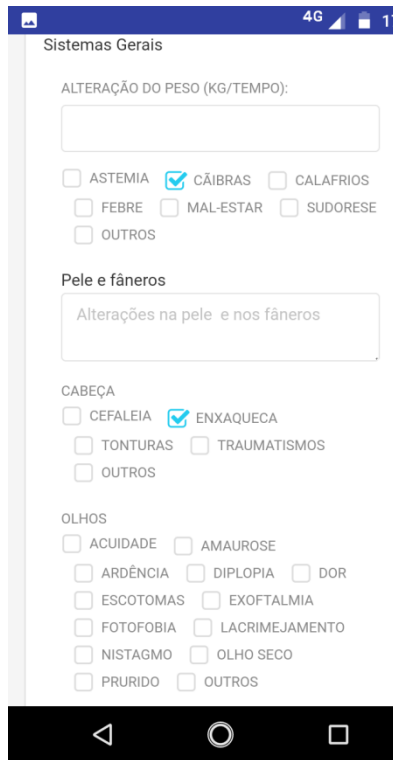 4G 1
Sistemas Gerais
ALTERAÇÃO DO PESO (KG/TEMPO):
ASTEMIA CÃIBRAS CALAFRIOS
FEBRE MAL-ESTAR SUDORESE
OUTROS
Pele e fâneros
Alterações na pele e nos fâneros
CABEÇA
CEFALEIA ENXAQUECA
TONTURAS TRAUMATISMOS
OUTROS
OLHOS
ACUIDADE AMAUROSE
ARDÊNCIA DIPLOPIA DOR
ESCOTOMAS EXOFTALMIA
FOTOFOBIA LACRIMEJAMENTO
NISTAGMO OLHO SECO
PRURIDO OUTROS